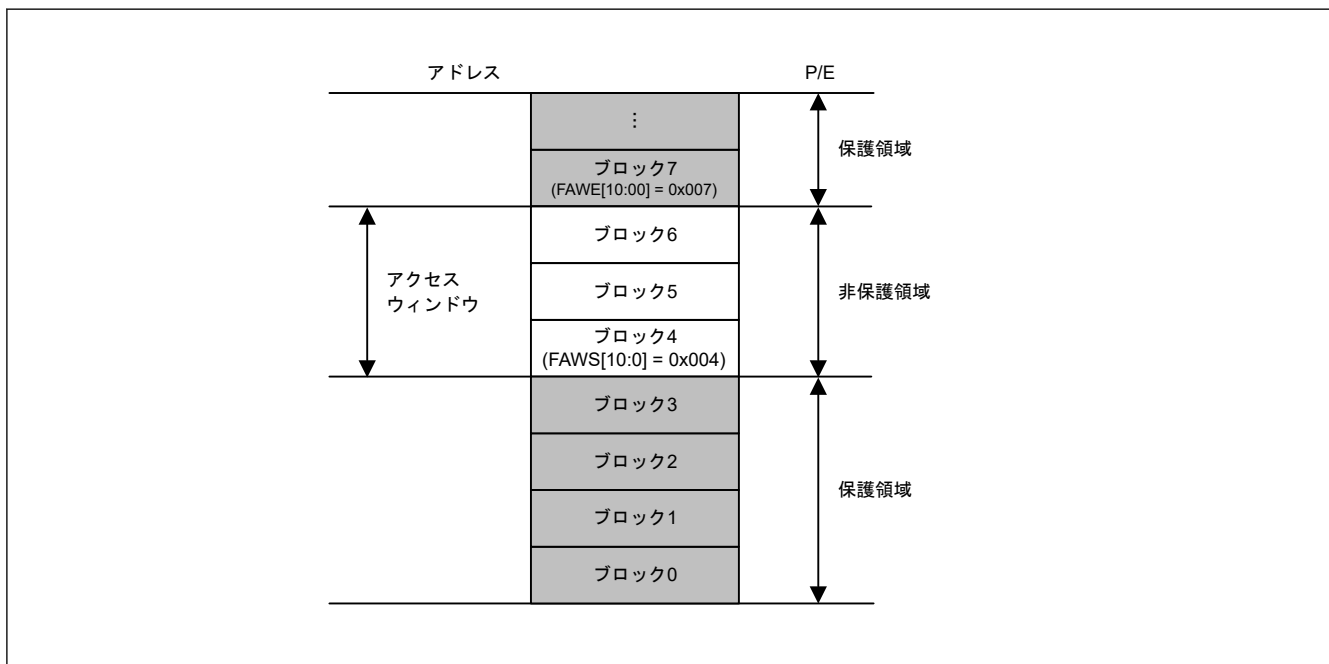 アドレス
P/E
⋮
保護領域
ブロック7
(FAWE[10:00] = 0x007)
ブロック6
アクセス
ウィンドウ
ブロック5
非保護領域
ブロック4
(FAWS[10:0] = 0x004)
ブロック3
ブロック2
保護領域
ブロック1
ブロック0